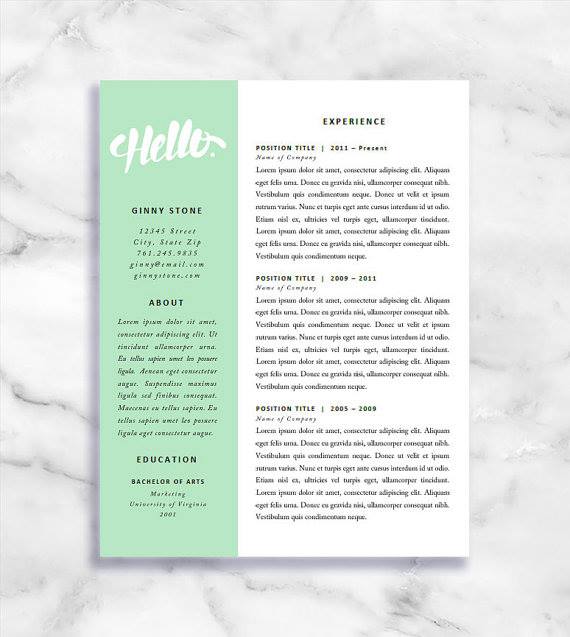 Hello.
GINNY STONE
12345 Street
City, State Zip
761.245.9835
ginny@email.com
ginnystone.com
ABOUT
Lorem ipsum dolor sit amet,
consectetur adipiscing elit. Ut
tincidunt ullamcorper urna.
Eu tellus sapien umet leo posuere
ligula. Aenean eget consectetur
augue. Suspendisse maximus
ligula sed finibus consequat.
Maecenas eu tellus sapien. Eu
tellus sapien umet leo posuere
ligula eget amet consectetur.
EDUCATION
BACHELOR OF ARTS
Marketing
University of Virginia
2001
EXPERIENCE
POSITION TITLE | 2011 – Present
Name of Company
Lorem ipsum dolor sit amet, consectetur adipiscing elit. Lorem
eget felis urna. Donec eu gravida nisi, ullamcorper consequat nibh.
Vestibulum quis condimentum neque. Donec eu velit et ipsum
rutrum varius. Nunc et turpis eget ante cursus interdum id ut odio.
Etiam nisl ex, ultricies vel turpis eget, ullamcorper tincidunt.
Lorem ipsum dolor sit amet, consectetur adipiscing elit. Lorem
eget felis urna. Donec eu gravida nisi, ullamcorper consequat nibh.
Vestibulum quis condimentum neque.
POSITION TITLE | 2009 – 2011
Name of Company
Lorem ipsum dolor sit amet, consectetur adipiscing elit. Lorem
eget felis urna. Donec eu gravida nisi, ullamcorper consequat nibh.
Vestibulum quis condimentum neque. Donec eu velit et ipsum
rutrum varius. Nunc et turpis eget ante cursus interdum id ut odio.
Etiam nisl ex, ultricies vel turpis eget, ullamcorper tincidunt.
Lorem ipsum dolor sit amet, consectetur adipiscing elit. Lorem
eget felis urna. Donec eu gravida nisi, ullamcorper consequat
Vestibulum quis condimentum neque.
POSITION TITLE | 2005 – 2009
Name of Company
Lorem ipsum dolor sit amet, consectetur adipiscing elit. Lorem
eget felis urna. Donec eu gravida nisi, ullamcorper consequat nibh.
Vestibulum quis condimentum neque. Donec eu velit et ipsum
rutrum varius. Nunc et turpis eget ante cursus interdum id ut odio.
Etiam nisl ex, ultricies vel turpis eget, ullamcorper tincidunt.
Lorem ipsum dolor sit amet, consectetur adipiscing elit. Lorem
eget felis urna. Donec eu gravida nisi, ullamcorper consequat nibh.
Vestibulum quis condimentum neque.